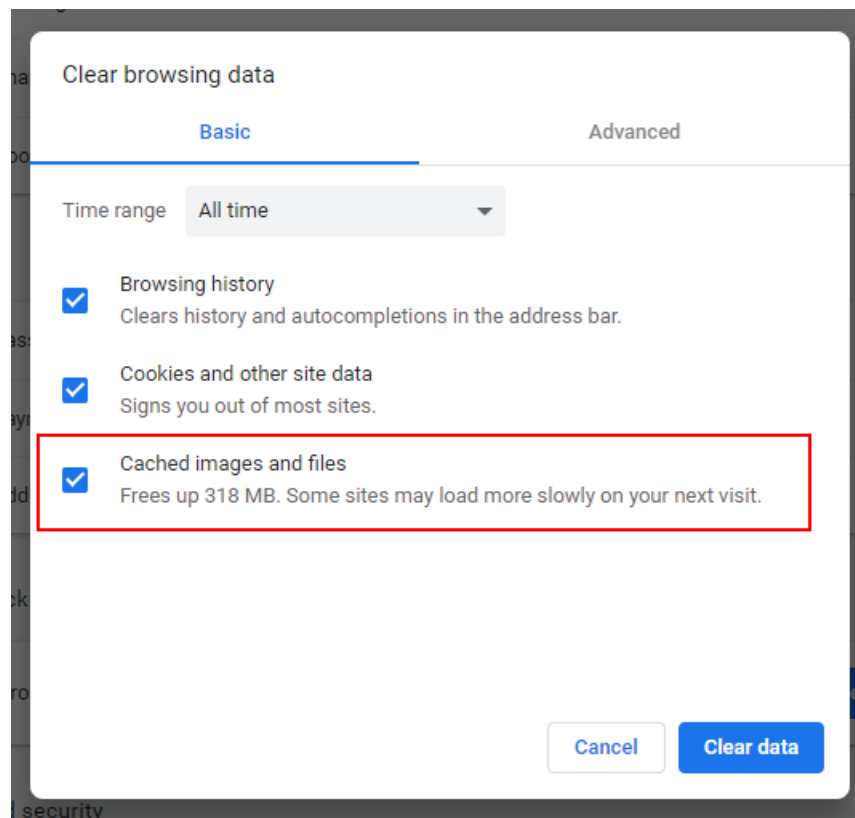 Clear browsing data
Basic Advanced
Time range All time
Browsing history
Clears history and autocompletions in the address bar.
Cookies and other site data
Signs you out of most sites.
Cached images and files
Frees up 318 MB. Some sites may load more slowly on your next visit.
Cancel Clear data
security